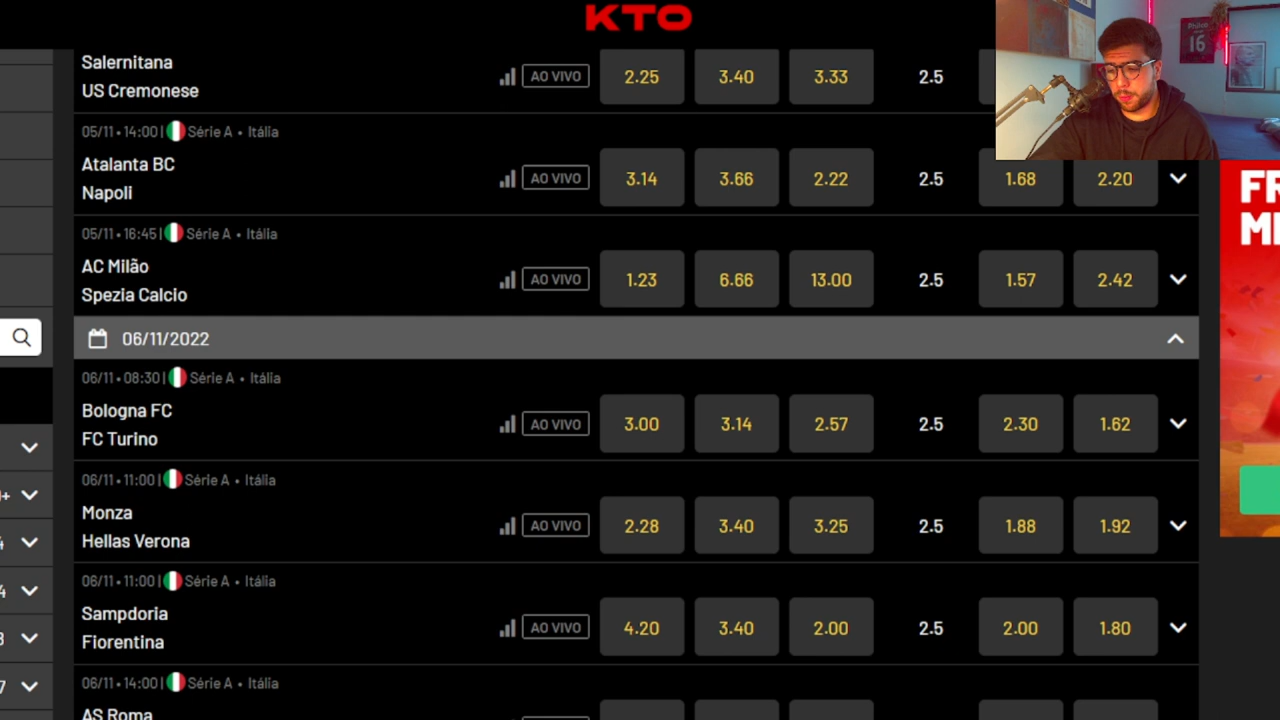 KTO
Salernitana
US Cremonese
AO VIVO
2.25
3.40
3.33
2.5
05/11 • 14:00 | Série A • Itália
Atalanta BC
Napoli
AO VIVO
3.14
3.66
2.22
2.5
1.68
2.20
05/11 • 16:45 | Série A • Itália
AC Milão
Spezia Calcio
AO VIVO
1.23
6.66
13.00
2.5
1.57
2.42
06/11/2022
06/11 • 08:30 | Série A • Itália
Bologna FC
FC Turino
AO VIVO
3.00
3.14
2.57
2.5
2.30
1.62
06/11 • 11:00 | Série A • Itália
Monza
Hellas Verona
AO VIVO
2.28
3.40
3.25
2.5
1.88
1.92
06/11 • 11:00 | Série A • Itália
Sampdoria
Fiorentina
AO VIVO
4.20
3.40
2.00
2.5
2.00
1.80
06/11 • 14:00 | Série A • Itália
AS Roma
16
FR